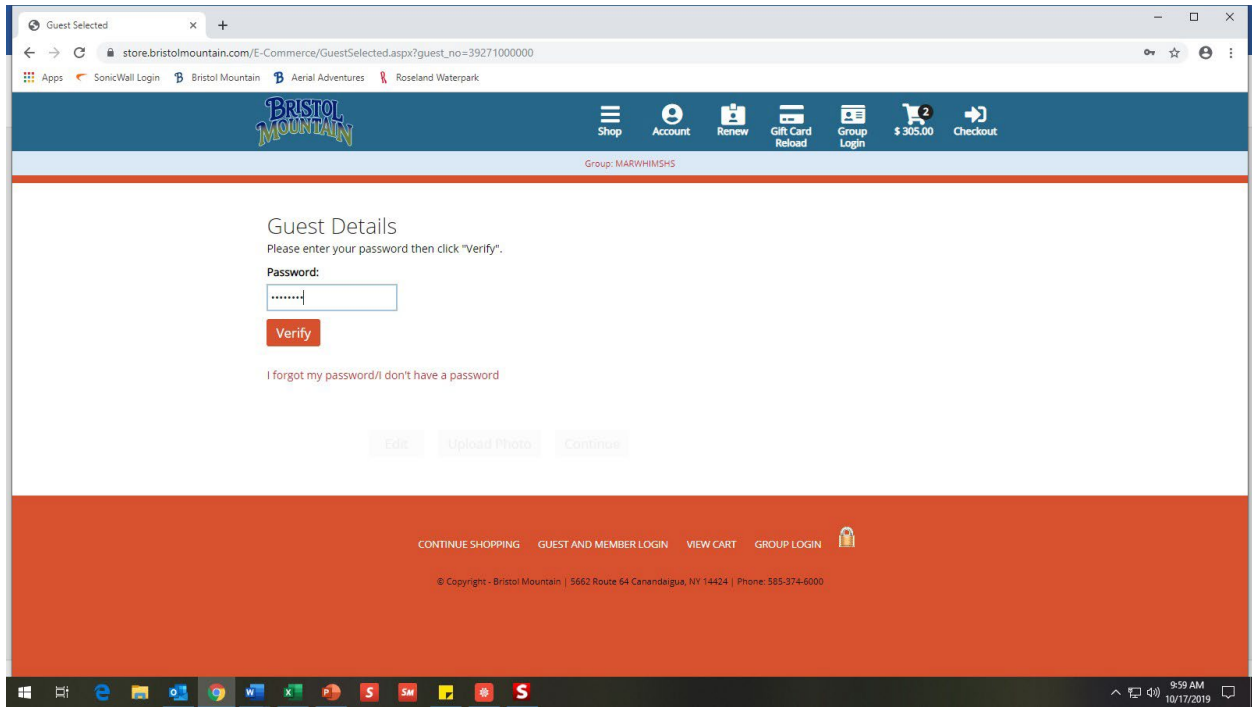 Guest Selected
store.bristolmountain.com/E-Commerce/GuestSelected.aspx?guest_no=39271000000
Apps SonicWall Login Bristol Mountain Aerial Adventures Roseland Waterpark
BRISTOL
MOUNTAIN
2
Shop Account Renew Gift Card Reload Group Login $ 305.00 Checkout
Group: MARWHIMSHS
Guest Details
Please enter your password then click "Verify".
Password:
........
Verify
I forgot my password/I don't have a password
Edit Upload Photo Continue
CONTINUE SHOPPING GUEST AND MEMBER LOGIN VIEW CART GROUP LOGIN
© Copyright - Bristol Mountain | 5662 Route 64 Canandaigua, NY 14424 | Phone: 585-374-6000
9:59 AM
10/17/2019